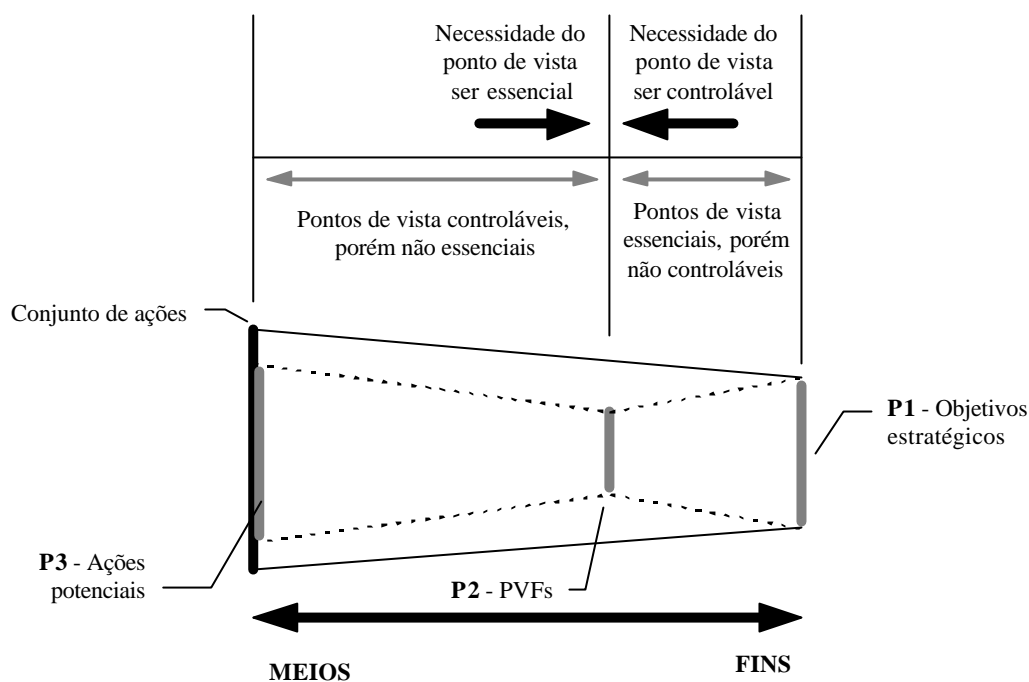 Necessidade do
ponto de vista
ser essencial
Necessidade do
ponto de vista
ser controlável
Pontos de vista controláveis,
porém não essenciais
Pontos de vista
essenciais, porém
não controláveis
Conjunto de ações
P1 - Objetivos
estratégicos
P3 - Ações
potenciais
P2 - PVFs
MEIOS
FINS